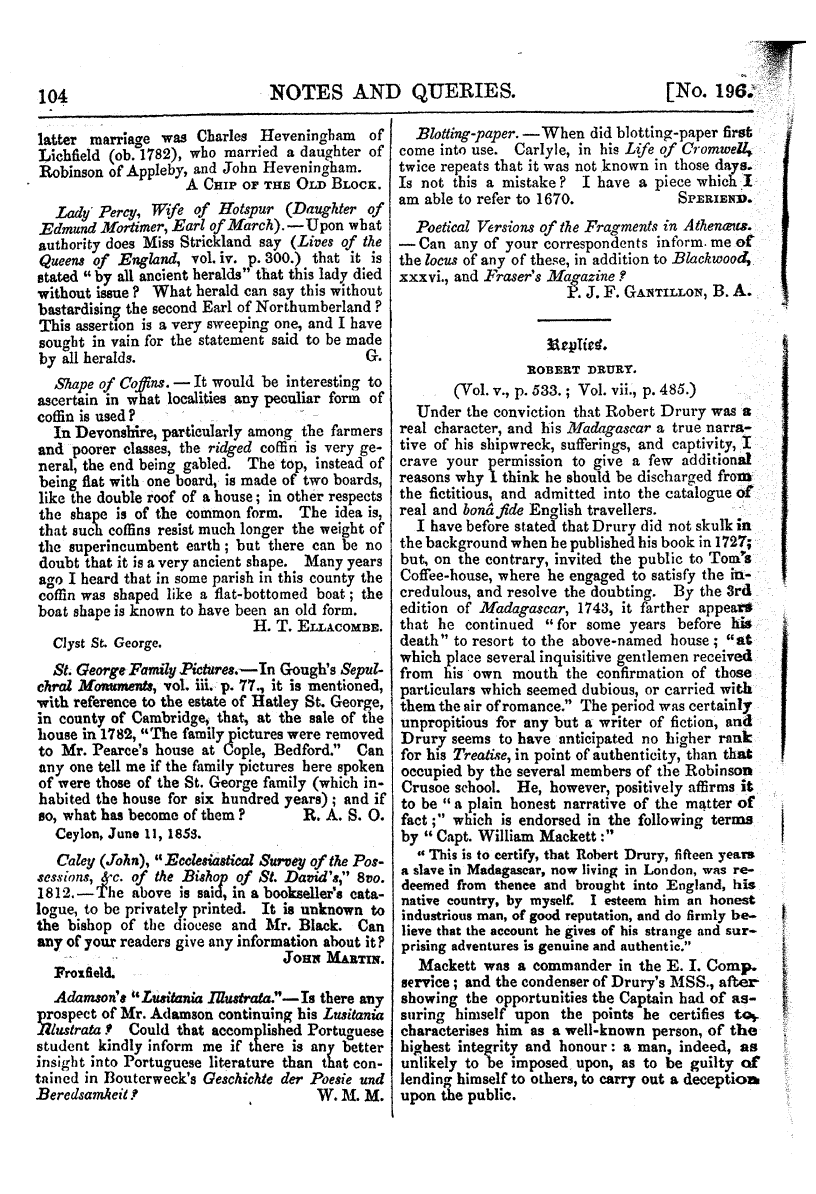 104 NOTES AND QUERIES. [No. 196.
latter marriage was Charles Heveningham of
Lichfield (ob. 1782), who married a daughter of
Robinson of Appleby, and John Heveningham.
A CHIP OF THE OLD BLOCK.
Lady Percy, Wife of Hotspur (Daughter of
Edmund Mortimer, Earl of March).—Upon what
authority does Miss Strickland say (Lives of the
Queens of England, vol. iv. p. 300.) that it is
stated "by all ancient heralds" that this lady died
without issue? What herald can say this without
bastardising the second Earl of Northumberland?
This assertion is a very sweeping one, and I have
sought in vain for the statement said to be made
by all heralds. G.
Shape of Coffins. — It would be interesting to
ascertain in what localities any peculiar form of
coffin is used?
In Devonshire, particularly among the farmers
and poorer classes, the ridged coffin is very ge-
neral, the end being gabled. The top, instead of
being flat with one board, is made of two boards,
like the double roof of a house; in other respects
the shape is of the common form. The idea is,
that such coffins resist much longer the weight of
the superincumbent earth; but there can be no
doubt that it is a very ancient shape. Many years
ago I heard that in some parish in this county the
coffin was shaped like a flat-bottomed boat; the
boat shape is known to have been an old form.
H. T. ELLACOMBE.
Clyst St. George.
St. George Family Pictures.—In Gough's Sepul-
chral Monuments, vol. iii. p. 77., it is mentioned,
with reference to the estate of Hatley St. George,
in county of Cambridge, that, at the sale of the
house in 1782, "The family pictures were removed
to Mr. Pearce's house at Cople, Bedford." Can
any one tell me if the family pictures here spoken
of were those of the St. George family (which in-
habited the house for six hundred years); and if
so, what has become of them? R. A. S. O.
Ceylon, June 11, 1853.
Caley (John), "Ecclesiastical Survey of the Pos-
sessions, &c. of the Bishop of St. David's," 8vo.
1812.—The above is said, in a bookseller's cata-
logue, to be privately printed. It is unknown to
the bishop of the diocese and Mr. Black. Can
any of your readers give any information about it?
JOHN MARTIN.
Froxfield.
Adamson's "Lusitania Illustrata."—Is there any
prospect of Mr. Adamson continuing his Lusitania
Illustrata? Could that accomplished Portuguese
student kindly inform me if there is any better
insight into Portuguese literature than that con-
tained in Bouterweck's Geschichte der Poesie und
Beredsamkeit? W. M. M.
Blotting-paper. — When did blotting-paper first
come into use. Carlyle, in his Life of Cromwell,
twice repeats that it was not known in those days.
Is not this a mistake? I have a piece which I
am able to refer to 1670. SPERIEND.
Poetical Versions of the Fragments in Athenæus.
— Can any of your correspondents inform me of
the locus of any of these, in addition to Blackwood,
xxxvi., and Fraser's Magazine?
P. J. F. GANTILLON, B. A.
Replies.
ROBERT DRURY.
(Vol. v., p. 533.; Vol. vii., p. 485.)
Under the conviction that Robert Drury was a
real character, and his Madagascar a true narra-
tive of his shipwreck, sufferings, and captivity, I
crave your permission to give a few additional
reasons why I think he should be discharged from
the fictitious, and admitted into the catalogue of
real and bonâ fide English travellers.
I have before stated that Drury did not skulk in
the background when he published his book in 1727;
but, on the contrary, invited the public to Tom's
Coffee-house, where he engaged to satisfy the in-
credulous, and resolve the doubting. By the 3rd
edition of Madagascar, 1743, it farther appears
that he continued "for some years before his
death" to resort to the above-named house; "at
which place several inquisitive gentlemen received
from his own mouth the confirmation of those
particulars which seemed dubious, or carried with
them the air of romance." The period was certainly
unpropitious for any but a writer of fiction, and
Drury seems to have anticipated no higher rank
for his Treatise, in point of authenticity, than that
occupied by the several members of the Robinson
Crusoe school. He, however, positively affirms it
to be "a plain honest narrative of the matter of
fact;" which is endorsed in the following terms
by "Capt. William Mackett:"
"This is to certify, that Robert Drury, fifteen years
a slave in Madagascar, now living in London, was re-
deemed from thence and brought into England, his
native country, by myself. I esteem him an honest
industrious man, of good reputation, and do firmly be-
lieve that the account he gives of his strange and sur-
prising adventures is genuine and authentic."
Mackett was a commander in the E. I. Comp.
service; and the condenser of Drury's MSS., after
showing the opportunities the Captain had of as-
suring himself upon the points he certifies to,
characterises him as a well-known person, of the
highest integrity and honour: a man, indeed, as
unlikely to be imposed upon, as to be guilty of
lending himself to others, to carry out a deception
upon the public.